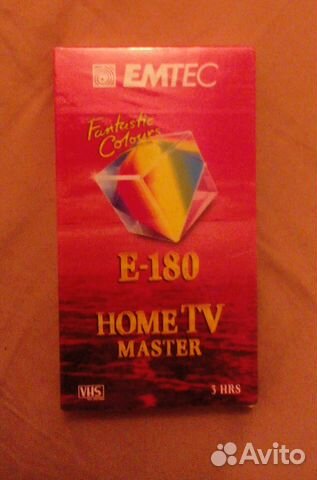 EMTEC
Fantastic
Colours
E-180
HOME TV
MASTER
VHS
3 HRS
Avito